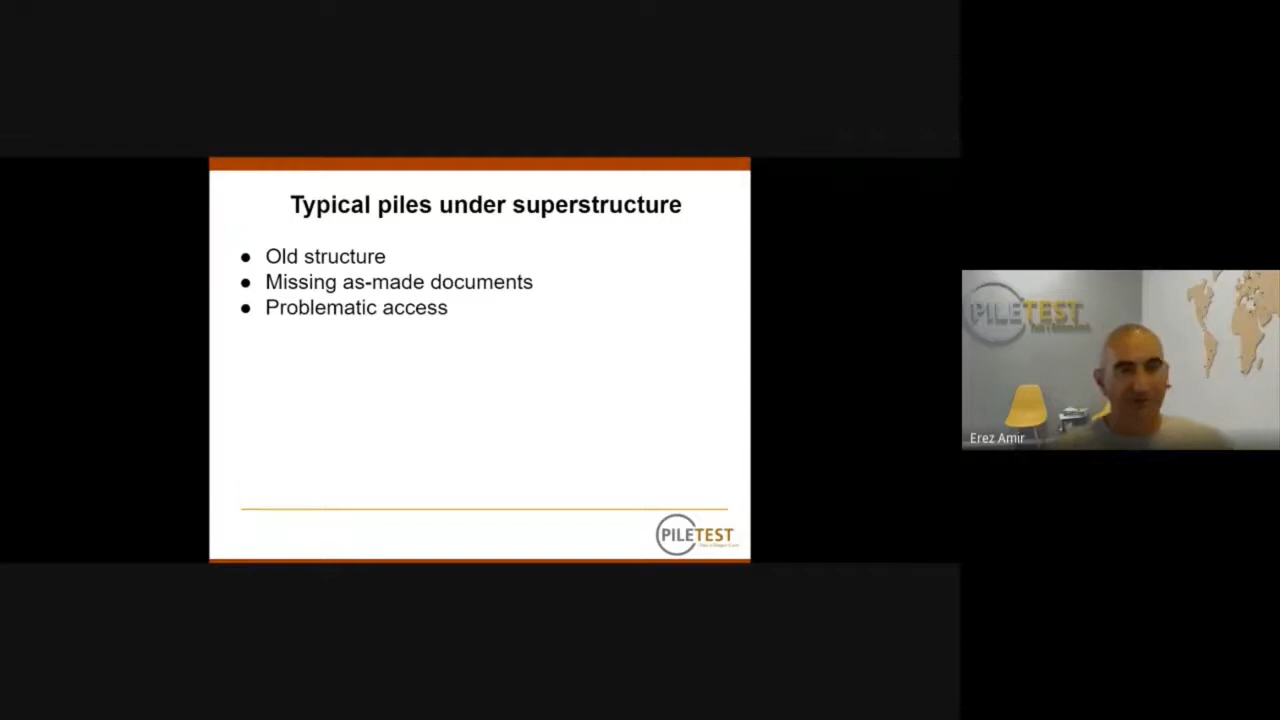 Typical piles under superstructure
● Old structure
● Missing as-made documents
● Problematic access
PILETEST
PILETEST
Erez Amir